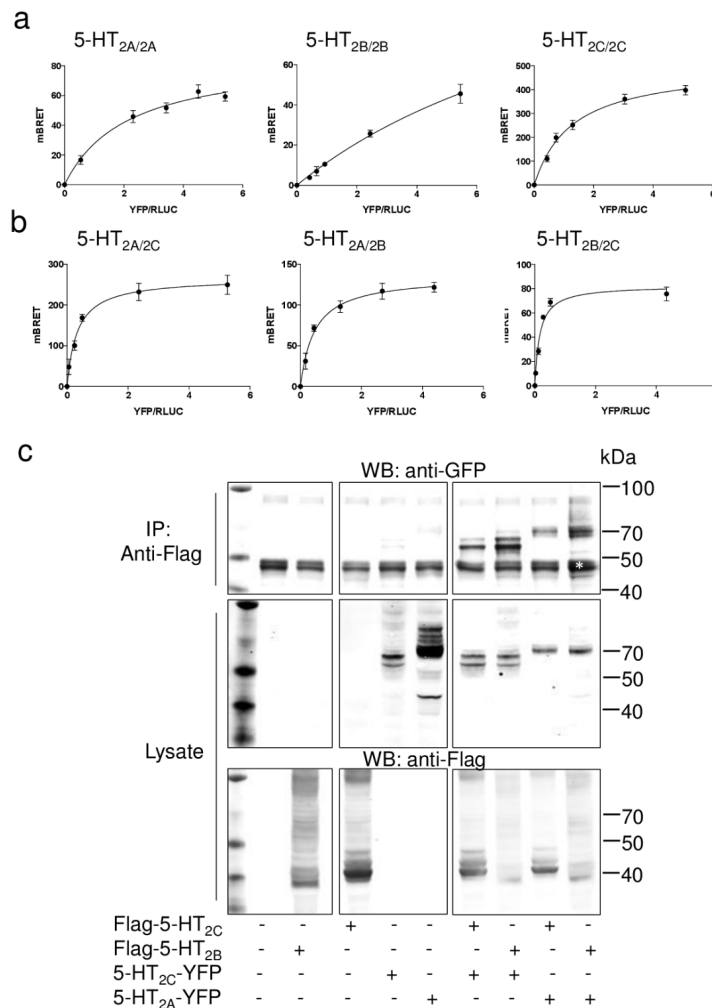 a
5-HT2A/2A 5-HT2B/2B 5-HT2C/2C
mBRET
80
60
40
20
0
0 2 4 6
YFP/RLUC
mBRET
60
40
20
0
0 2 4 6
YFP/RLUC
mBRET
500
400
300
200
100
0
0 2 4 6
YFP/RLUC
b
5-HT2A/2C 5-HT2A/2B 5-HT2B/2C
mBRET
300
200
100
0
0 2 4 6
YFP/RLUC
mBRET
150
100
50
0
0 2 4 6
YFP/RLUC
mBRET
100
80
60
40
20
0
0 2 4 6
YFP/RLUC
c
WB: anti-GFP kDa
IP:
Anti-Flag
100
70
50
40
*
Lysate
70
50
40
WB: anti-Flag
70
50
40
Flag-5-HT2C - - + - - + - + -
Flag-5-HT2B - + - - - - + - +
5-HT2C-YFP - - - + - + + - -
5-HT2A-YFP - - - - + - - + +